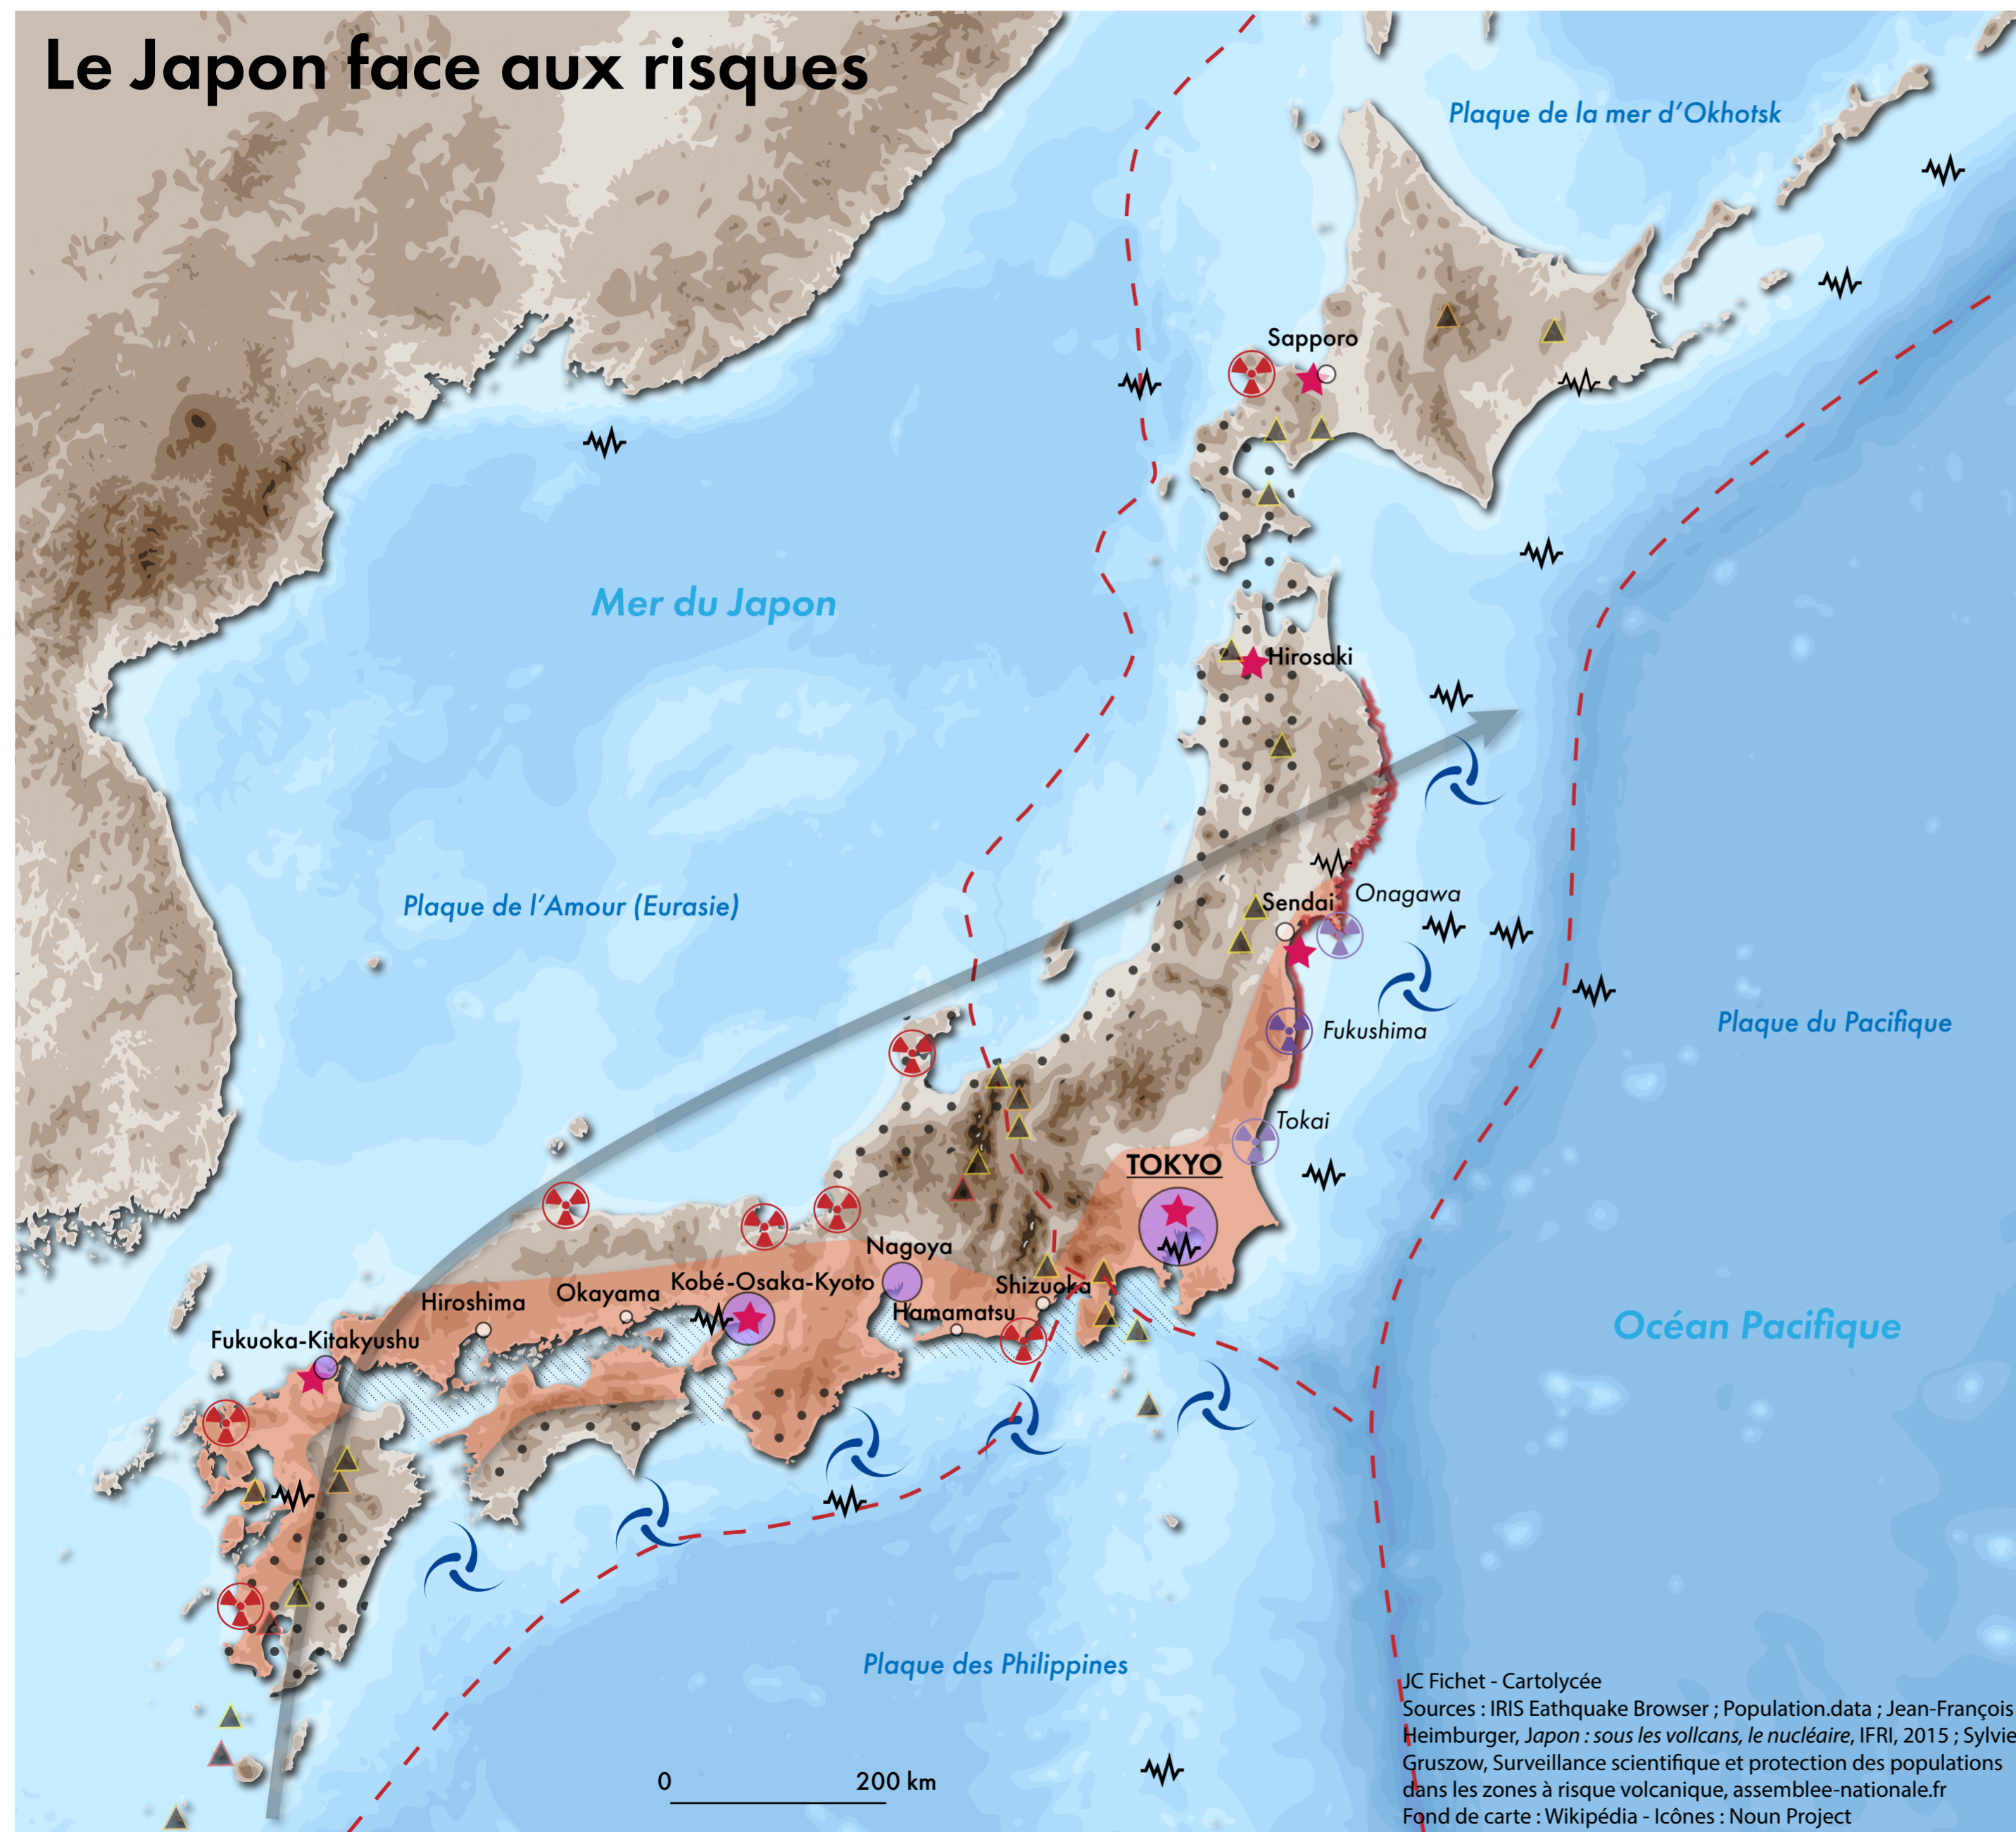 Le Japon face aux risques
Plaque de la mer d'Okhotsk
Sapporo
Mer du Japon
Hirosaki
Plaque de l'Amour (Eurasie)
Onagawa
Sendai
Plaque du Pacifique
Fukushima
Tokai
TOKYO
Nagoya
Kobé-Osaka-Kyoto
Shizuoka
Okayama
Hiroshima
Hamamatsu
Océan Pacifique
Fukuoka-Kitakyushu
Plaque des Philippines
0 200 km
JC Fichet - Cartolycée
Sources : IRIS Eathquake Browser ; Population.data ; Jean-François
Heimburger, Japon : sous les vollcans, le nucléaire, IFRI, 2015 ; Sylvie
Gruszow, Surveillance scientifique et protection des populations
dans les zones à risque volcanique, assemblee-nationale.fr
Fond de carte : Wikipédia - Icônes : Noun Project